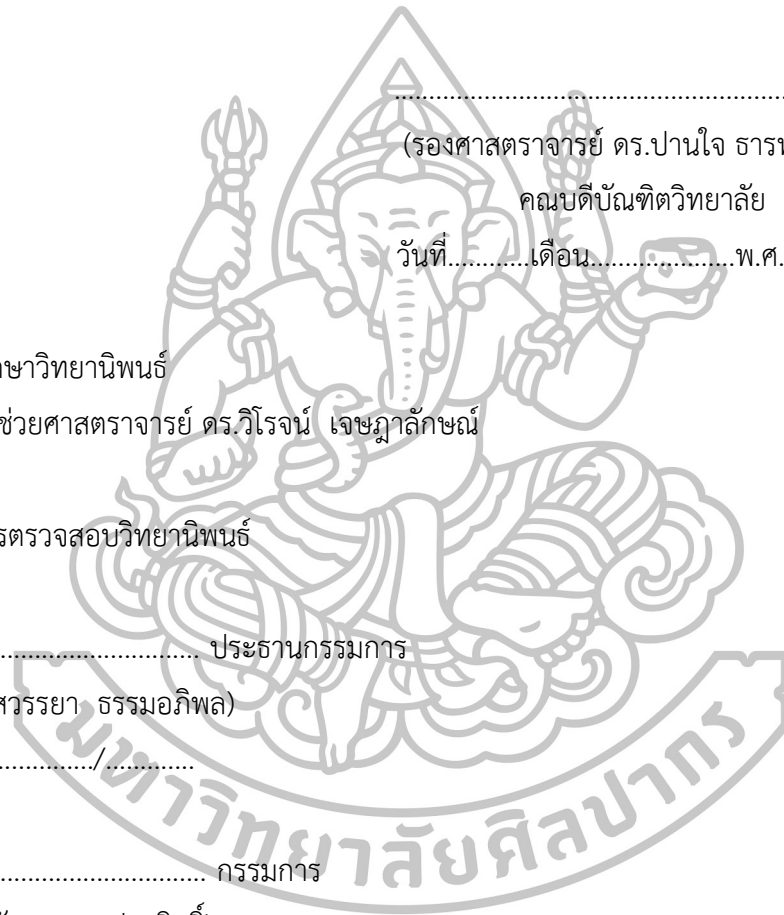 ....................................................
(รองศาสตราจารย์ ดร.ปานใจ
คณบดีบัณฑิตวิทยาลัย
วันที่............เดือน.....................พ.ศ.
วิทยานิพนธ์
ช่วยศาสตราจารย์ ดร.วิโรจน์ เจษฎาลักษณ์
ตรวจสอบวิทยานิพนธ์
.............................. ประธานกรรมการ
ธรรมอภิพล)
............../.............
.............................. กรรมการ
มหาวิทยาลัยศิลปากร